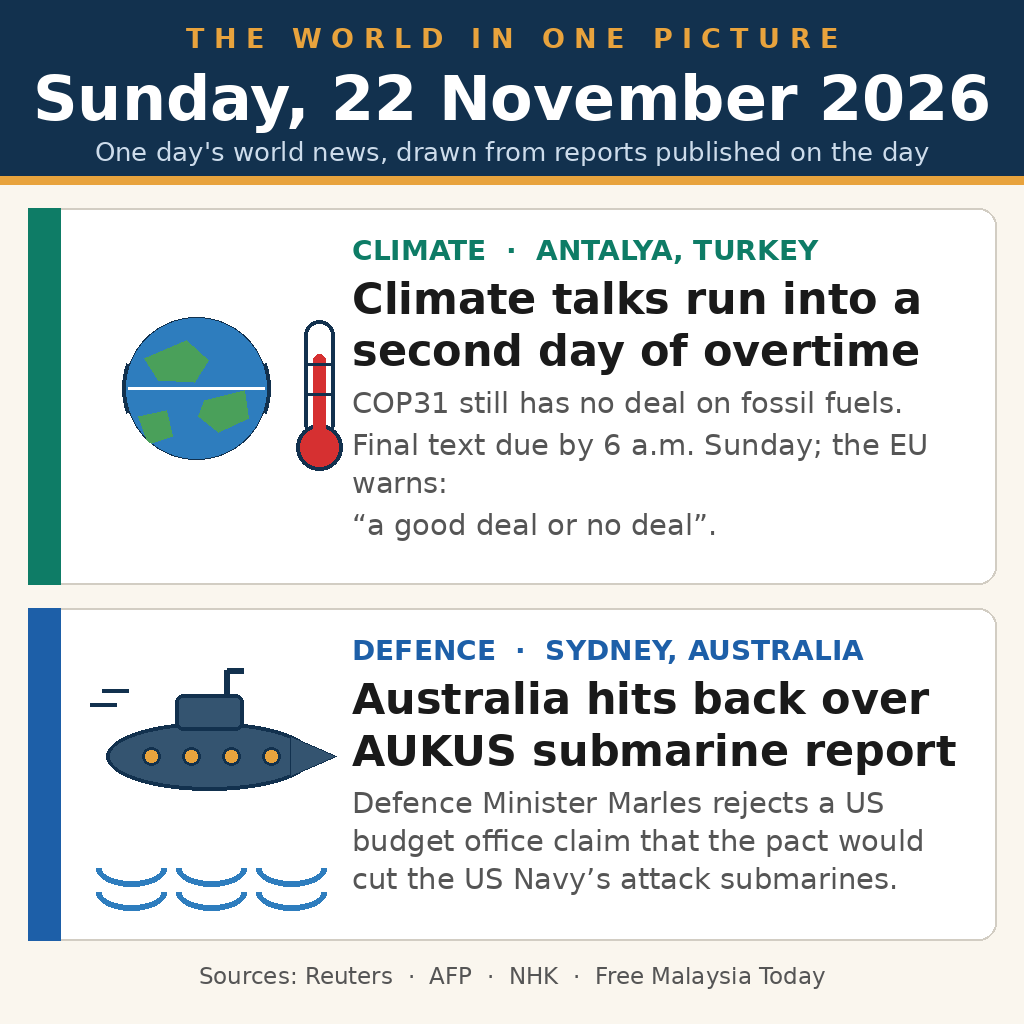 THE WORLD IN ONE PICTURE
Sunday, 22 November 2026
One day's world news, drawn from reports published on the day
CLIMATE · ANTALYA, TURKEY
Climate talks run into a
second day of overtime
COP31 still has no deal on fossil fuels.
Final text due by 6 a.m. Sunday; the EU
warns:
“a good deal or no deal”.
DEFENCE · SYDNEY, AUSTRALIA
Australia hits back over
AUKUS submarine report
Defence Minister Marles rejects a US
budget office claim that the pact would
cut the US Navy’s attack submarines.
Sources: Reuters · AFP · NHK · Free Malaysia Today